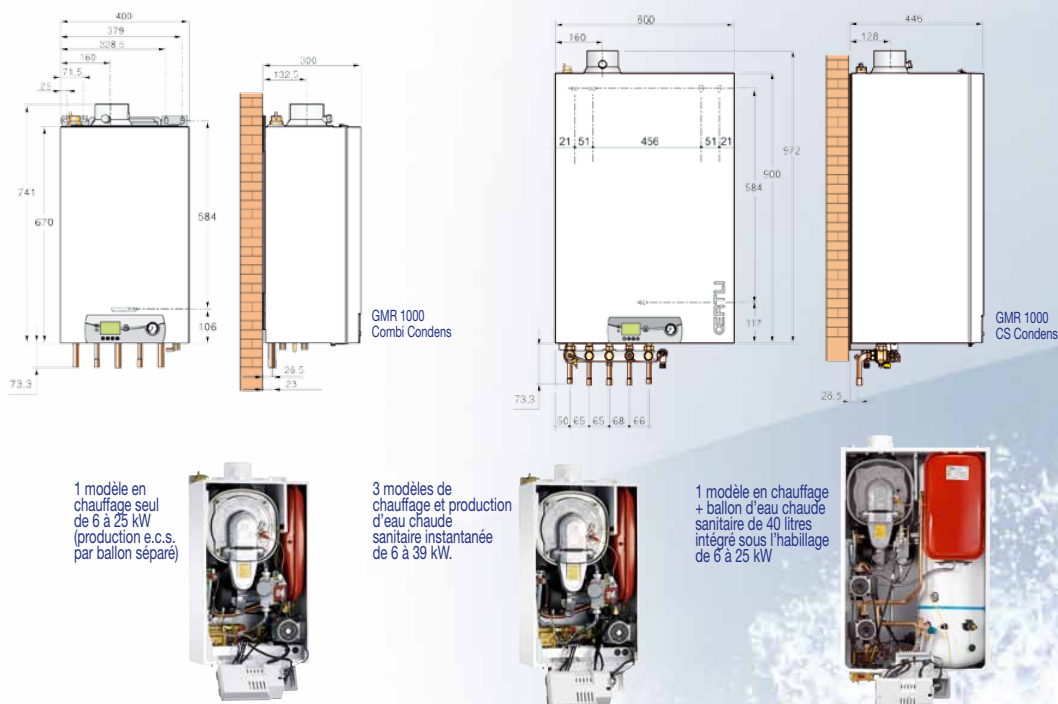 400
379
328,5
160
71,5
25
741
670
584
106
73.3
300
132,5
26,5
23
GMR 1000
Combi Condens
600
160
21
51
456
51
21
972
900
584
117
73.3
50
65
65
68
66
OERTLI
446
128
26,5
GMR 1000
CS Condens
1 modèle en
chauffage seul
de 6 à 25 kW
(production e.c.s.
par ballon séparé)
3 modèles de
chauffage et production
d'eau chaude
sanitaire instantanée
de 6 à 39 kW.
1 modèle en chauffage
+ ballon d'eau chaude
sanitaire de 40 litres
intégré sous l'habillage
de 6 à 25 kW